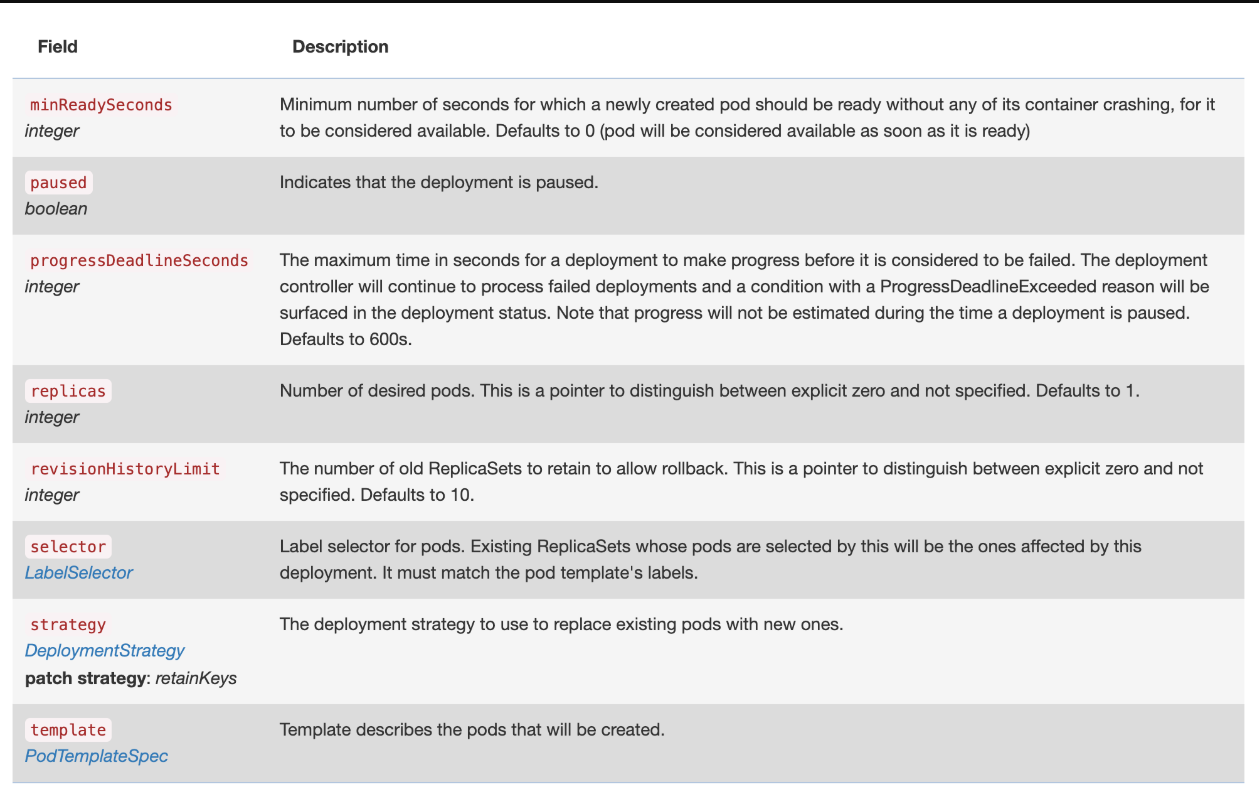 Field Description
minReadySeconds Minimum number of seconds for which a newly created pod should be ready without any of its container crashing, for it
integer to be considered available. Defaults to 0 (pod will be considered available as soon as it is ready)
paused Indicates that the deployment is paused.
boolean
progressDeadlineSeconds The maximum time in seconds for a deployment to make progress before it is considered to be failed. The deployment
integer controller will continue to process failed deployments and a condition with a ProgressDeadlineExceeded reason will be
surfaced in the deployment status. Note that progress will not be estimated during the time a deployment is paused.
Defaults to 600s.
replicas Number of desired pods. This is a pointer to distinguish between explicit zero and not specified. Defaults to 1.
integer
revisionHistoryLimit The number of old ReplicaSets to retain to allow rollback. This is a pointer to distinguish between explicit zero and not
integer specified. Defaults to 10.
selector Label selector for pods. Existing ReplicaSets whose pods are selected by this will be the ones affected by this
LabelSelector deployment. It must match the pod template's labels.
strategy The deployment strategy to use to replace existing pods with new ones.
DeploymentStrategy
patch strategy: retainKeys
template Template describes the pods that will be created.
PodTemplateSpec